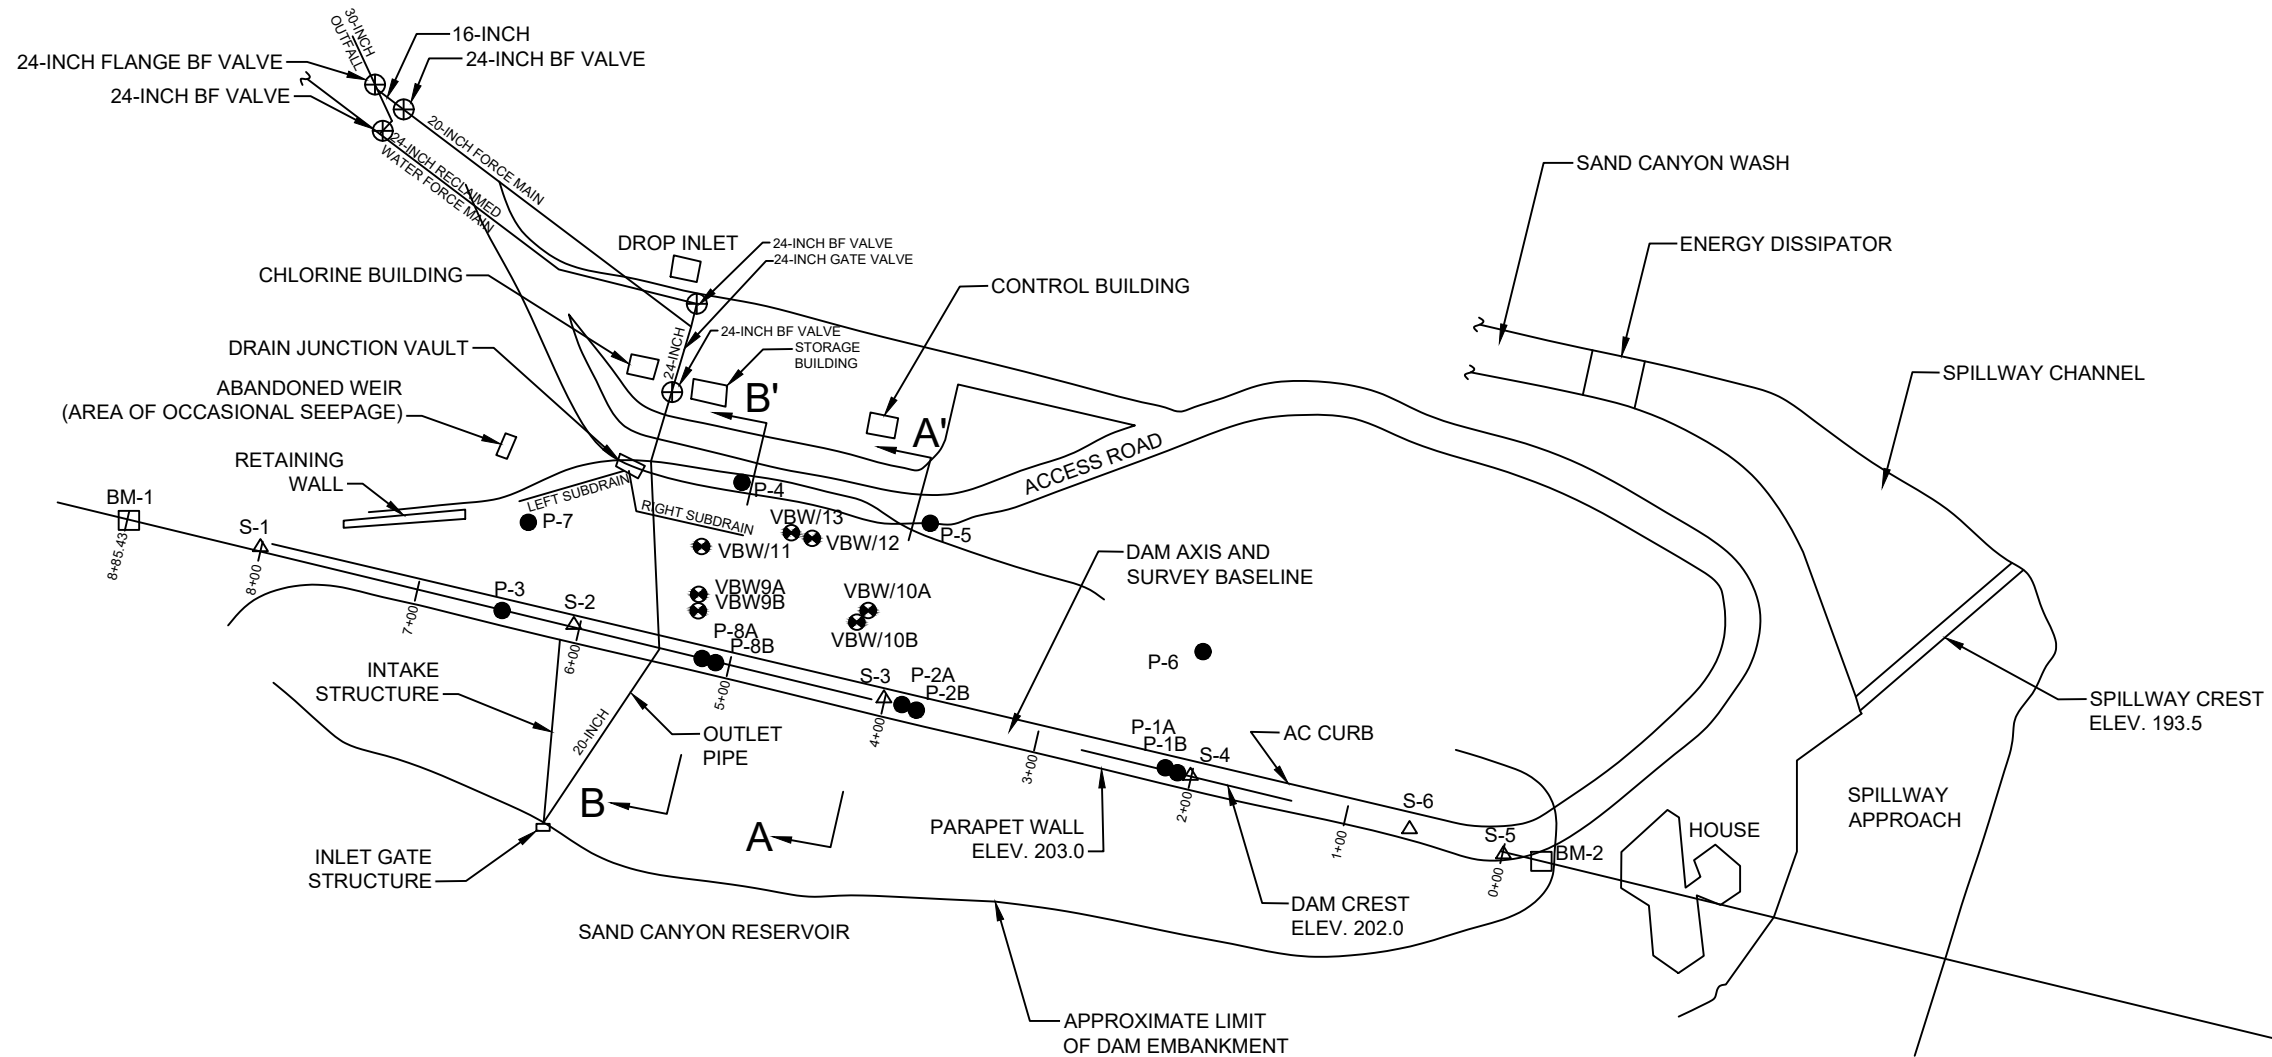 30-INCH
OUTFALL
16-INCH
24-INCH FLANGE BF VALVE
24-INCH BF VALVE
24-INCH BF VALVE
20-INCH FORCE MAIN
24-INCH RECLAIMED
WATER FORCE MAIN
SAND CANYON WASH
ENERGY DISSIPATOR
DROP INLET
24-INCH BF VALVE
24-INCH GATE VALVE
CHLORINE BUILDING
CONTROL BUILDING
24-INCH
24-INCH BF VALVE
STORAGE
BUILDING
DRAIN JUNCTION VAULT
SPILLWAY CHANNEL
ABANDONED WEIR
(AREA OF OCCASIONAL SEEPAGE)
B'
A'
RETAINING
WALL
ACCESS ROAD
LEFT SUBDRAIN
RIGHT SUBDRAIN
P-4
BM-1
8+85.43
S-1
8+00
P-7
VBW/13
VBW/12
VBW/11
P-5
DAM AXIS AND
SURVEY BASELINE
P-3
7+00
S-2
6+00
VBW9A
VBW9B
VBW/10A
VBW/10B
P-8A
P-8B
5+00
P-6
INTAKE
STRUCTURE
S-3
P-2A
P-2B
4+00
SPILLWAY CREST
ELEV. 193.5
20-INCH
OUTLET
PIPE
P-1A
P-1B
S-4
AC CURB
3+00
2+00
B
A
PARAPET WALL
ELEV. 203.0
S-6
1+00
S-5
0+00
BM-2
HOUSE
SPILLWAY
APPROACH
INLET GATE
STRUCTURE
DAM CREST
ELEV. 202.0
SAND CANYON RESERVOIR
APPROXIMATE LIMIT
OF DAM EMBANKMENT